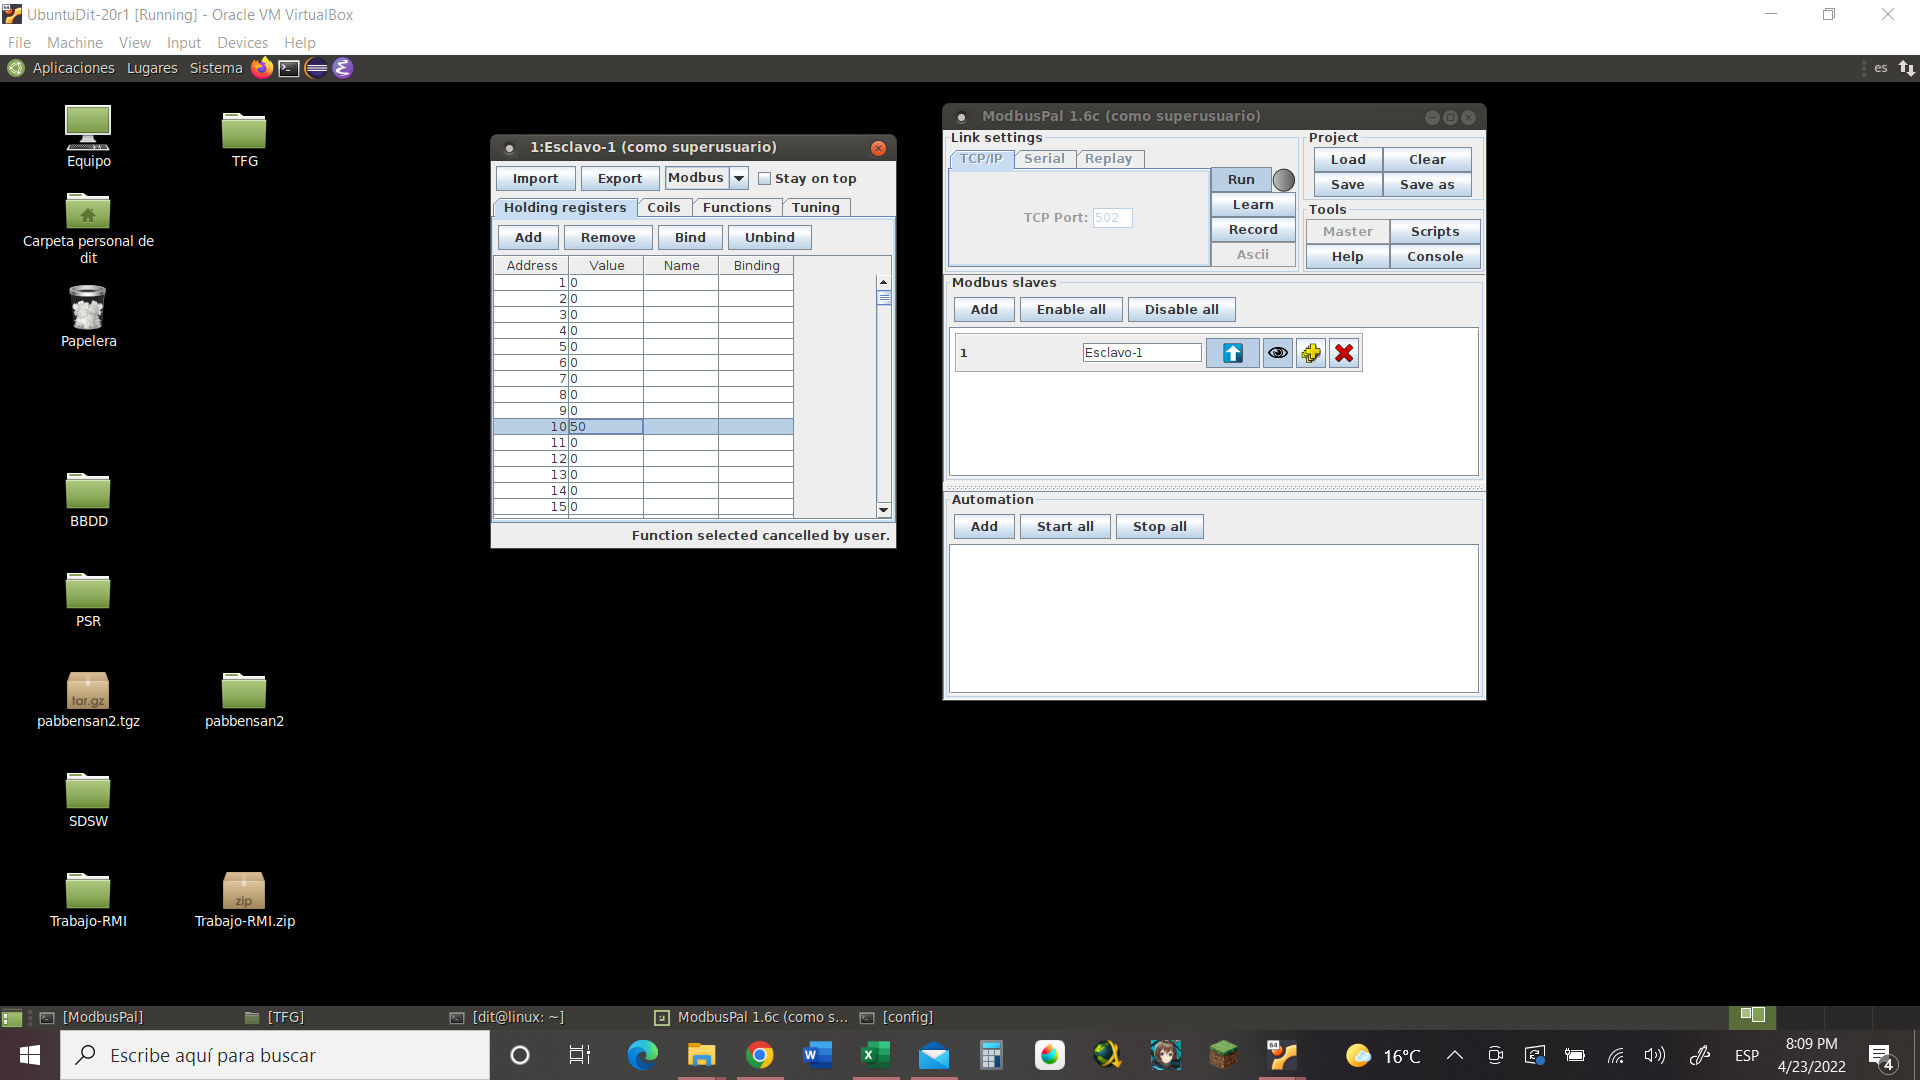 UbuntuDit-20r1 [Running] - Oracle VM VirtualBox
File Machine View Input Devices Help
Aplicaciones Lugares Sistema
es
Equipo
TFG
Carpeta personal de dit
Papelera
BBDD
PSR
tar.gz
pabbensan2.tgz
pabbensan2
SDSW
Trabajo-RMI
zip
Trabajo-RMI.zip
1:Esclavo-1 (como superusuario)
Import Export Modbus Stay on top
Holding registers Coils Functions Tuning
Add Remove Bind Unbind
Address Value Name Binding
1 0
2 0
3 0
4 0
5 0
6 0
7 0
8 0
9 0
10 50
11 0
12 0
13 0
14 0
15 0
Function selected cancelled by user.
ModbusPal 1.6c (como superusuario)
Link settings
TCP/IP Serial Replay
TCP Port: 502
Run
Learn
Record
Ascii
Project
Load Clear
Save Save as
Tools
Master Scripts
Help Console
Modbus slaves
Add Enable all Disable all
1 Esclavo-1
Automation
Add Start all Stop all
[ModbusPal] [TFG] [dit@linux: ~] ModbusPal 1.6c (como s... [config]
Escribe aquí para buscar
64
16°C
ESP
8:09 PM
4/23/2022
4